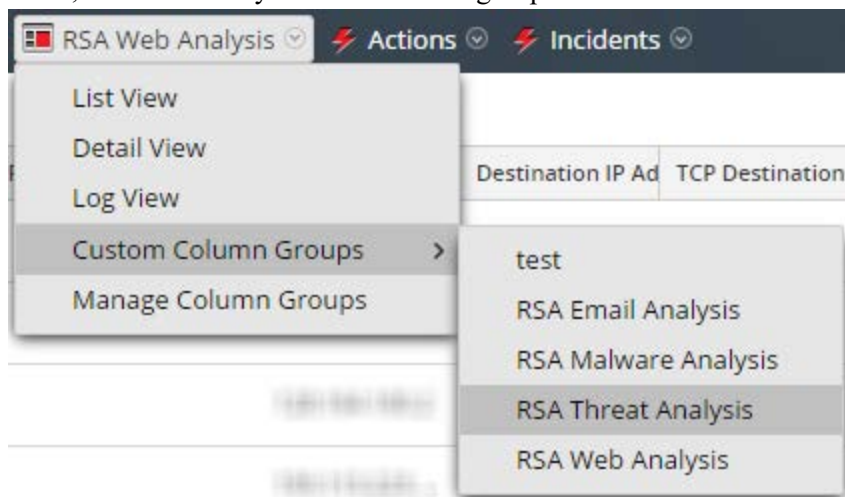 RSA Web Analysis Actions Incidents
List View
Detail View
Destination IP Ad TCP Destination
Log View
Custom Column Groups >
test
Manage Column Groups
RSA Email Analysis
RSA Malware Analysis
RSA Threat Analysis
RSA Web Analysis